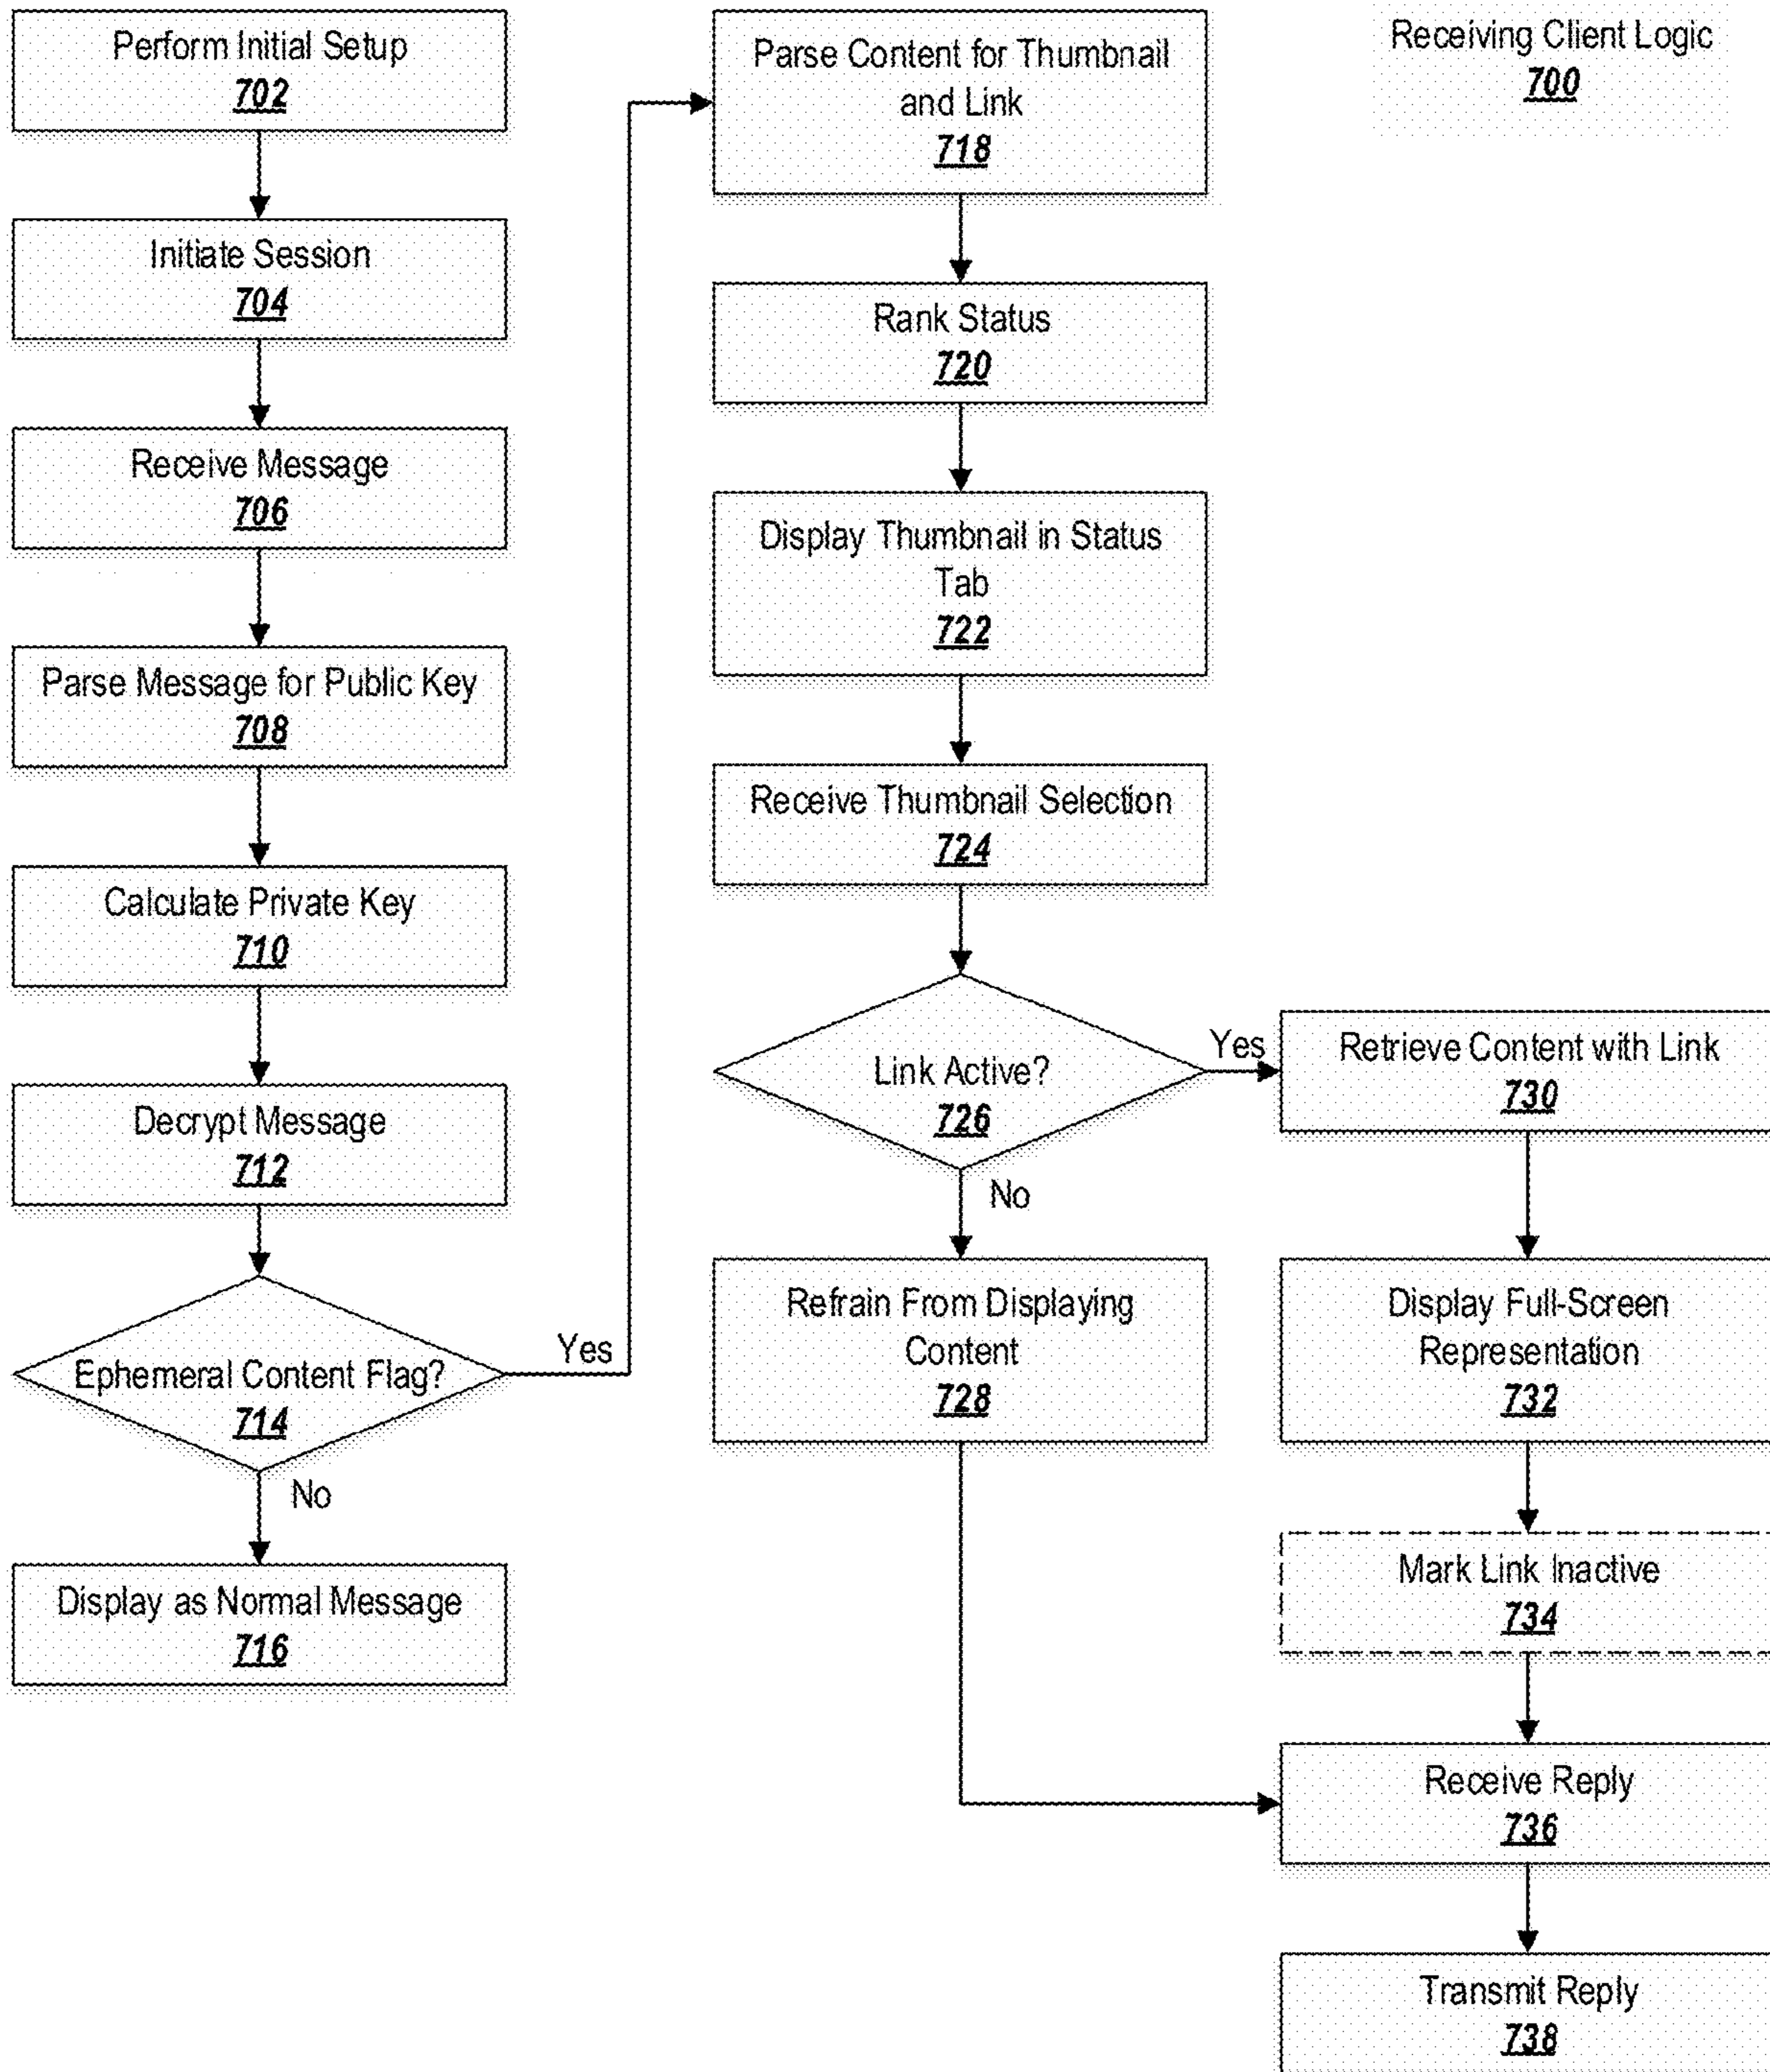 Perform Initial Setup
702
Initiate Session
704
Receive Message
706
Parse Message for Public Key
708
Calculate Private Key
710
Decrypt Message
712
Ephemeral Content Flag?
714
Yes
No
Display as Normal Message
716
Parse Content for Thumbnail
and Link
718
Rank Status
720
Display Thumbnail in Status
Tab
722
Receive Thumbnail Selection
724
Link Active?
726
Yes
No
Refrain From Displaying
Content
728
Receiving Client Logic
700
Retrieve Content with Link
730
Display Full-Screen
Representation
732
Mark Link Inactive
734
Receive Reply
736
Transmit Reply
738